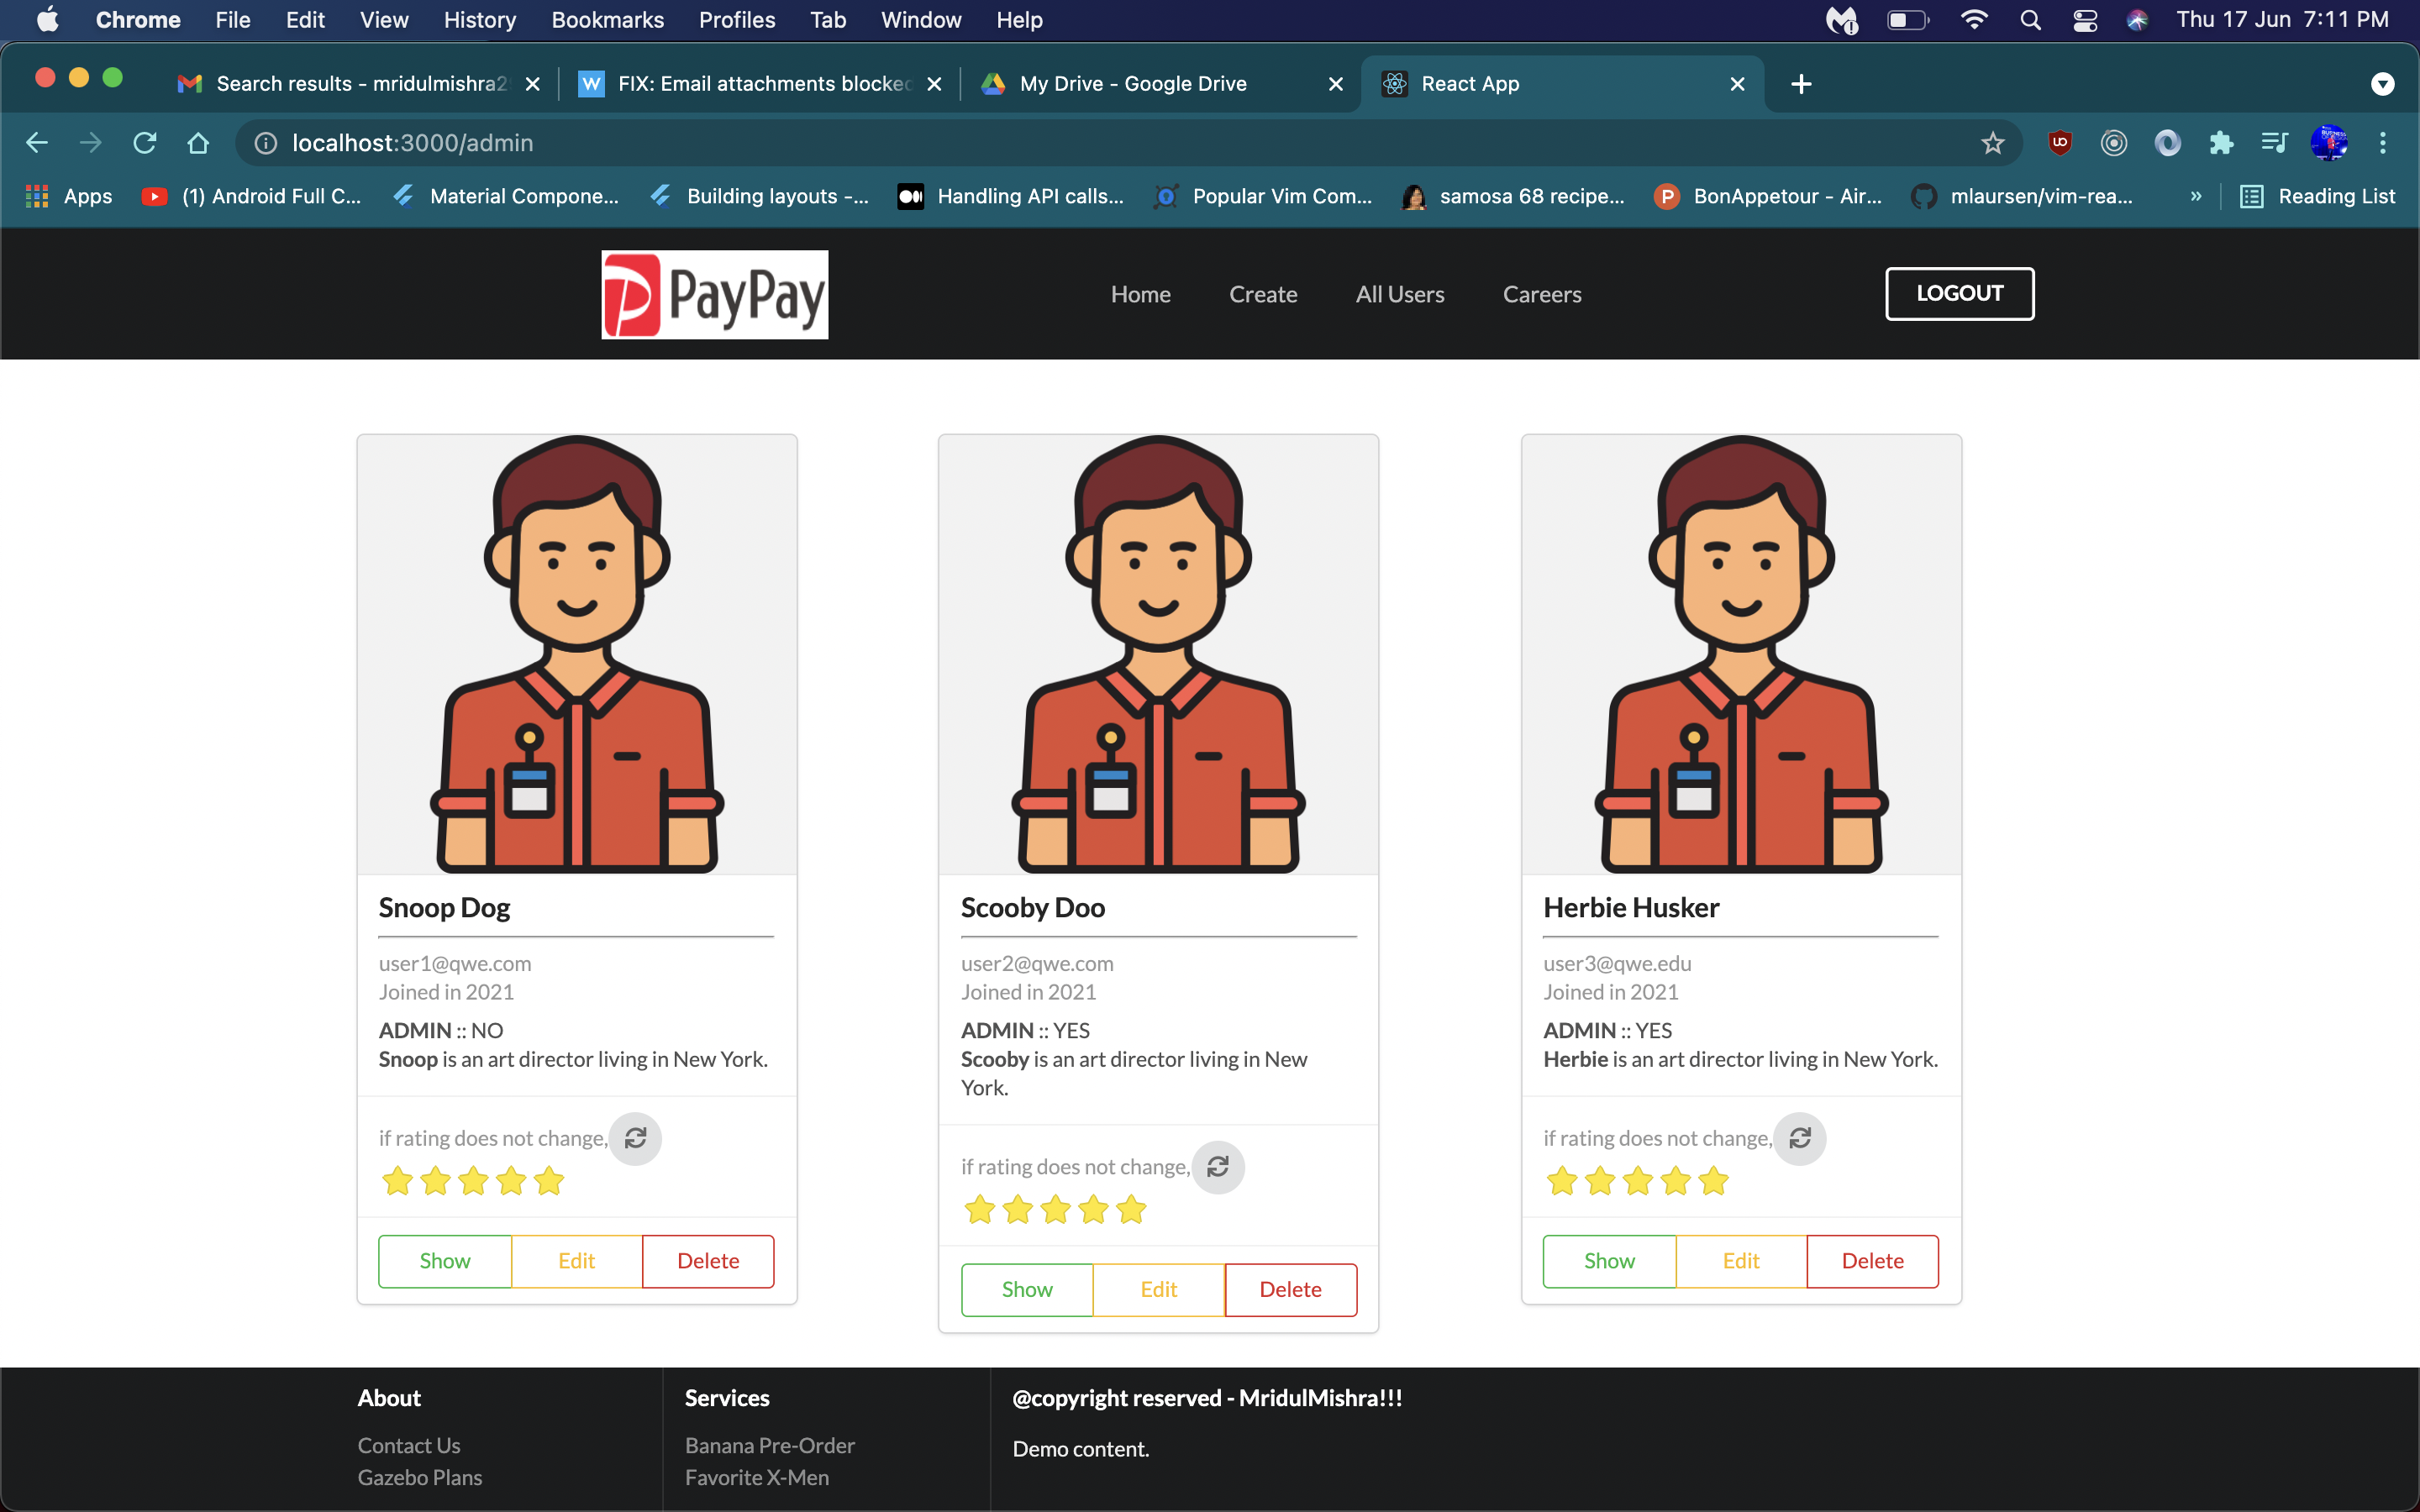 Chrome File Edit View History Bookmarks Profiles Tab Window Help Thu 17 Jun 7:11 PM
Search results - mridulmishra2 FIX: Email attachments blocked My Drive - Google Drive React App
localhost:3000/admin
Apps (1) Android Full C... Material Compone... Building layouts -... Handling API calls... Popular Vim Com... samosa 68 recipe... BonAppetour - Air... mlaursen/vim-rea... » Reading List
PayPay Home Create All Users Careers LOGOUT
Snoop Dog
user1@qwe.com
Joined in 2021
ADMIN :: NO
Snoop is an art director living in New York.
if rating does not change,
Show Edit Delete
Scooby Doo
user2@qwe.com
Joined in 2021
ADMIN :: YES
Scooby is an art director living in New
York.
if rating does not change,
Show Edit Delete
Herbie Husker
user3@qwe.edu
Joined in 2021
ADMIN :: YES
Herbie is an art director living in New York.
if rating does not change,
Show Edit Delete
About
Contact Us
Gazebo Plans
Services
Banana Pre-Order
Favorite X-Men
@copyright reserved - MridulMishra!!!
Demo content.